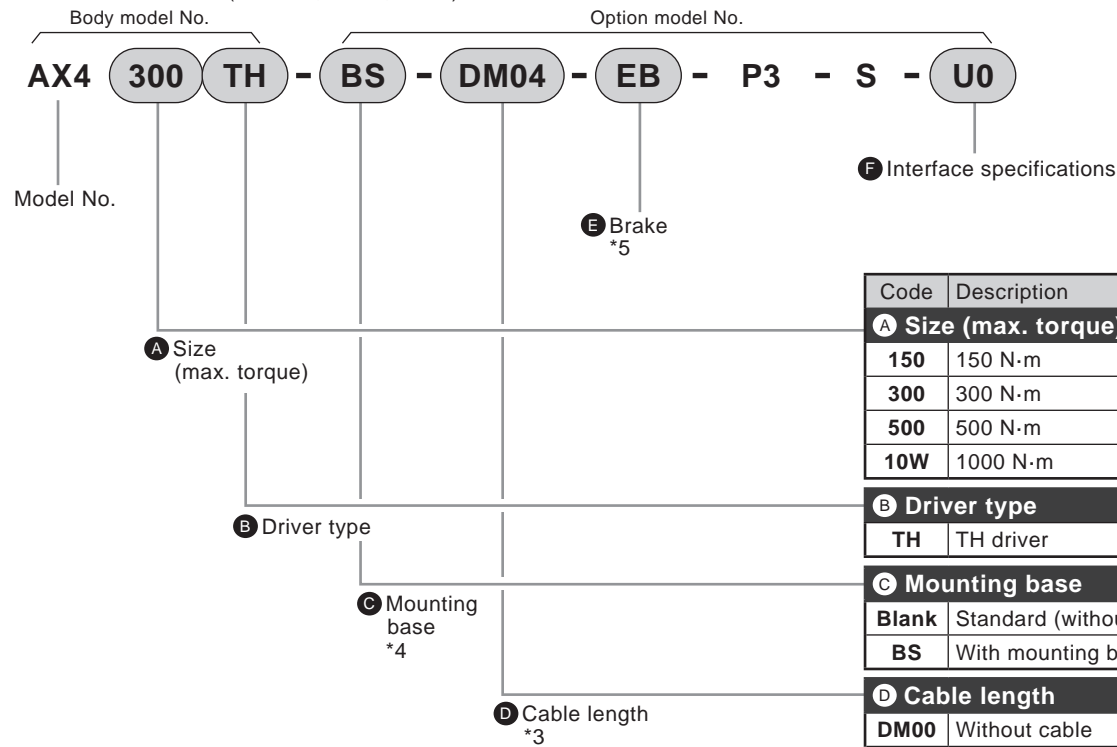 Body model No.
Option model No.
AX4 300 TH - BS - DM04 - EB - P3 - S - U0
Model No.
F Interface specifications
E Brake
*5
A Size
(max. torque)
B Driver type
C Mounting
base
*4
D Cable length
*3
Code Description
A Size (max. torque)
150 150 N·m
300 300 N·m
500 500 N·m
10W 1000 N·m
B Driver type
TH TH driver
C Mounting base
Blank Standard
BS With mounting
D Cable length
DM00 Without cable